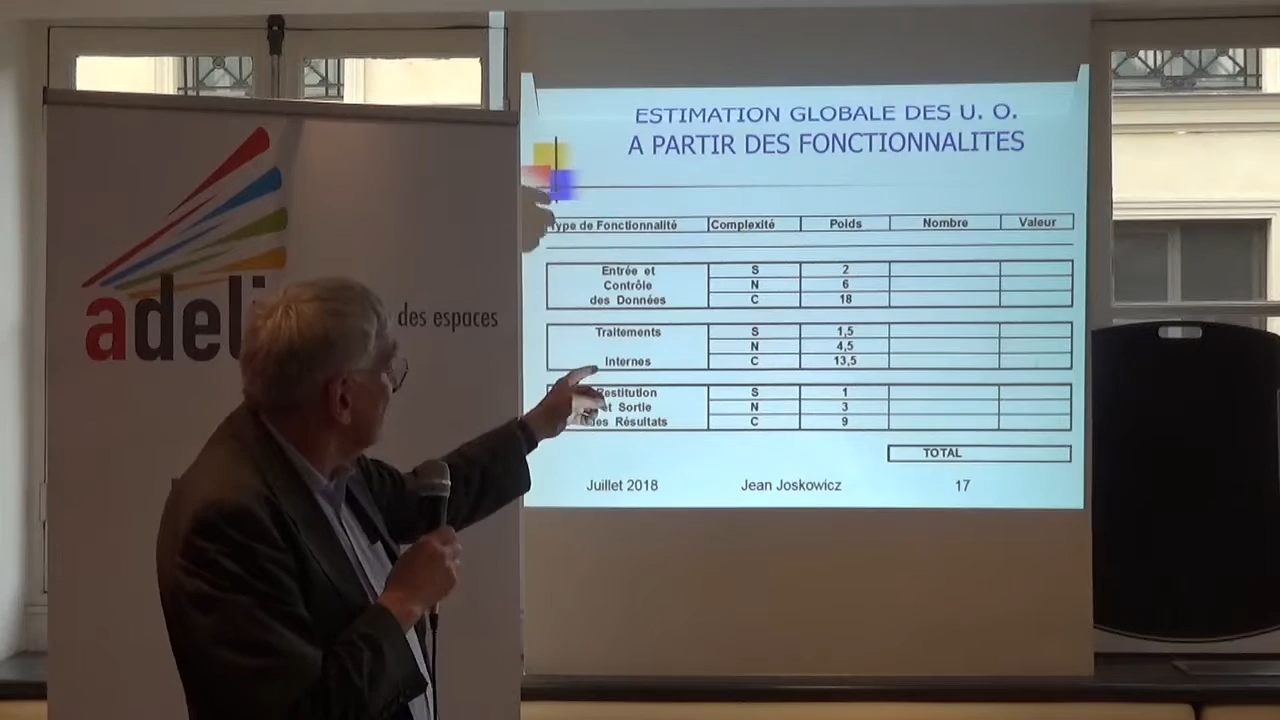 adeli
des espaces
ESTIMATION GLOBALE DES U. O.
A PARTIR DES FONCTIONNALITES
Type de Fonctionnalité Complexité Poids Nombre Valeur
Entrée et S 2
Contrôle N 6
des Données C 18
Traitements S 1,5
N 4,5
Internes C 13,5
Restitution S 1
et Sortie N 3
des Résultats C 9
TOTAL
Juillet 2018 Jean Joskowicz 17